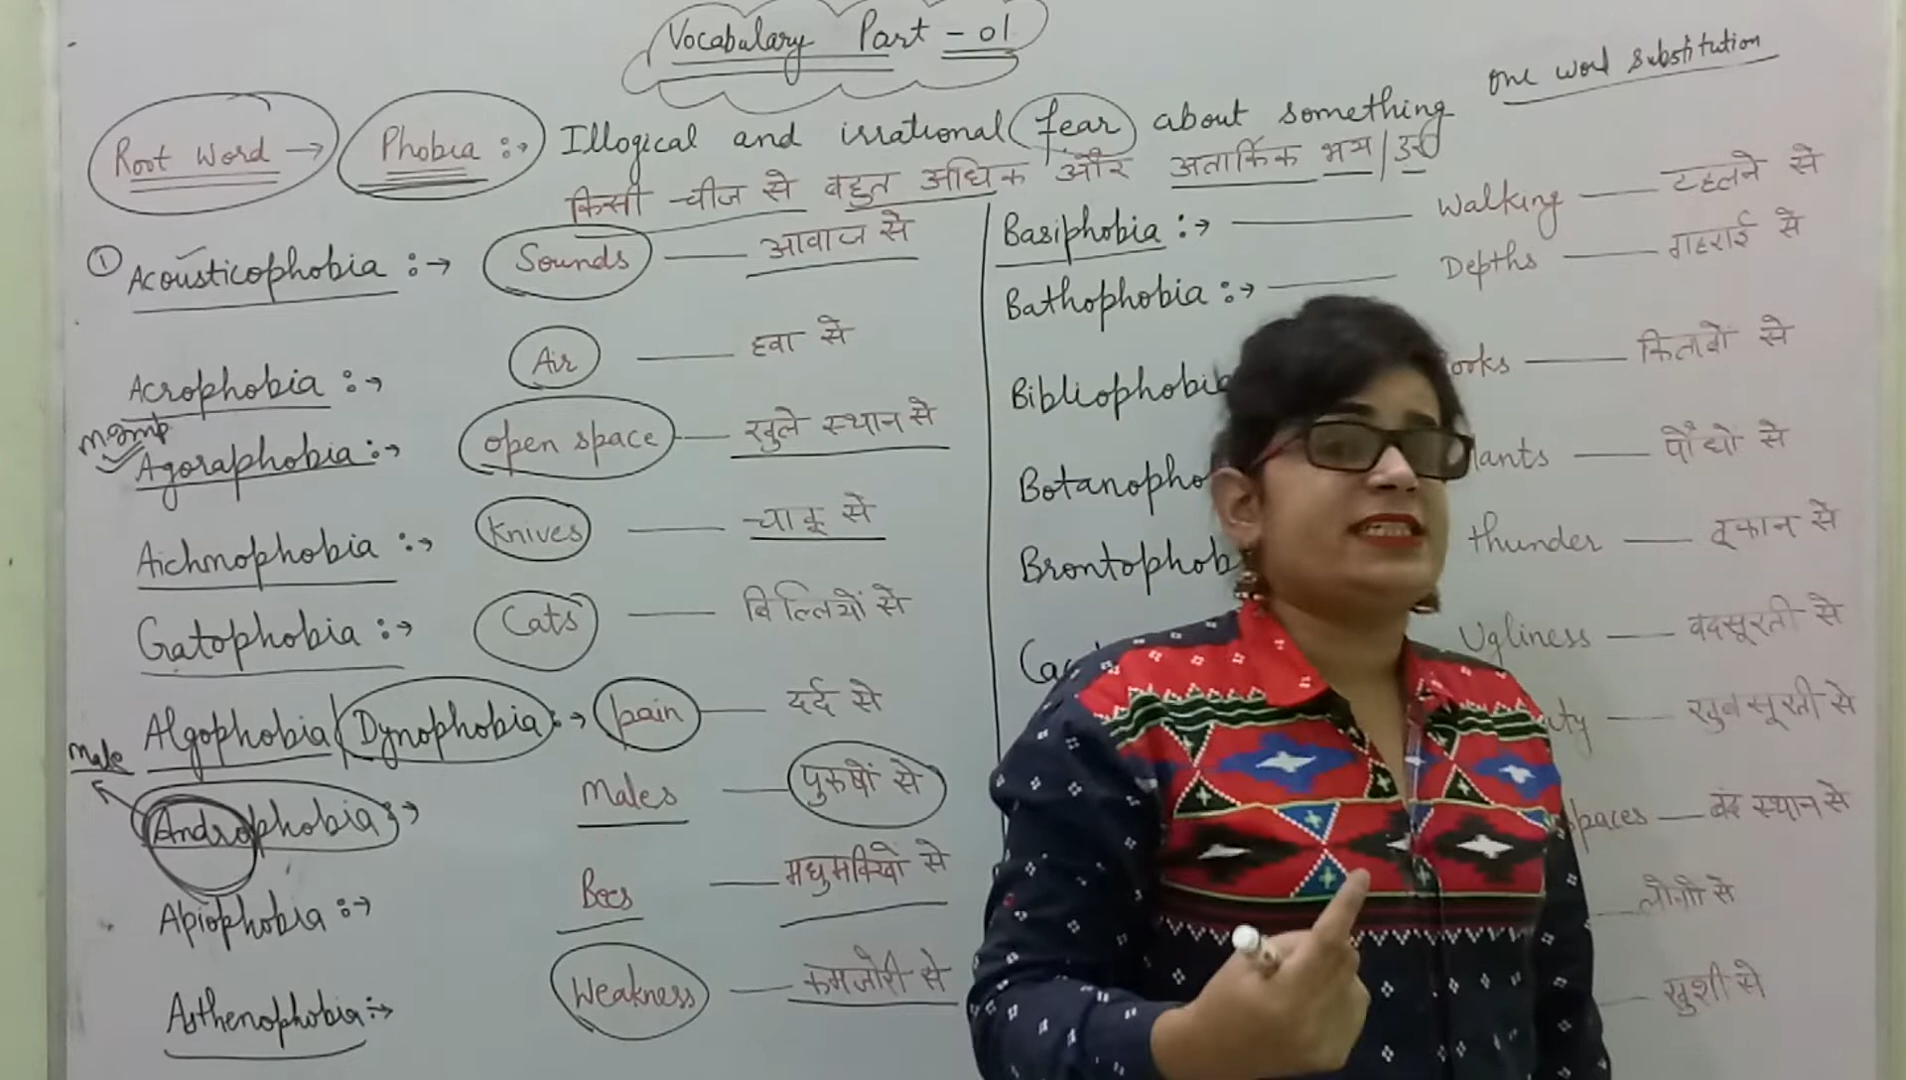 Vocabulary Part - 01
one word substitution
Root Word → Phobia :→ Illogical and irrational fear about something
किसी चीज से बहुत अधिक और अतार्किक भय / डर
① Acousticophobia :→ Sounds — आवाज से
Acrophobia :→ Air — हवा से
Agoraphobia :→ open space — खुले स्थान से
Aichmophobia :→ Knives — चाकू से
Gatophobia :→ Cats — बिल्लियों से
Algophobia / Dynophobia :→ pain — दर्द से
Male
Androphobia :→ Males — पुरुषों से
Apiophobia :→ Bees — मधुमक्खियों से
Asthenophobia :→ Weakness — कमजोरी से
Basiphobia :→ — Walking — टहलने से
Bathophobia :→ — Depths — गहराई से
Bibliophobia ooks — किताबों से
Botanopho lants — पौधों से
Brontophob thunder — तूफान से
Ca Ugliness — बदसूरती से
uty — खुबसूरती से
spaces — बंद स्थान से
लोगो से
खुशी से